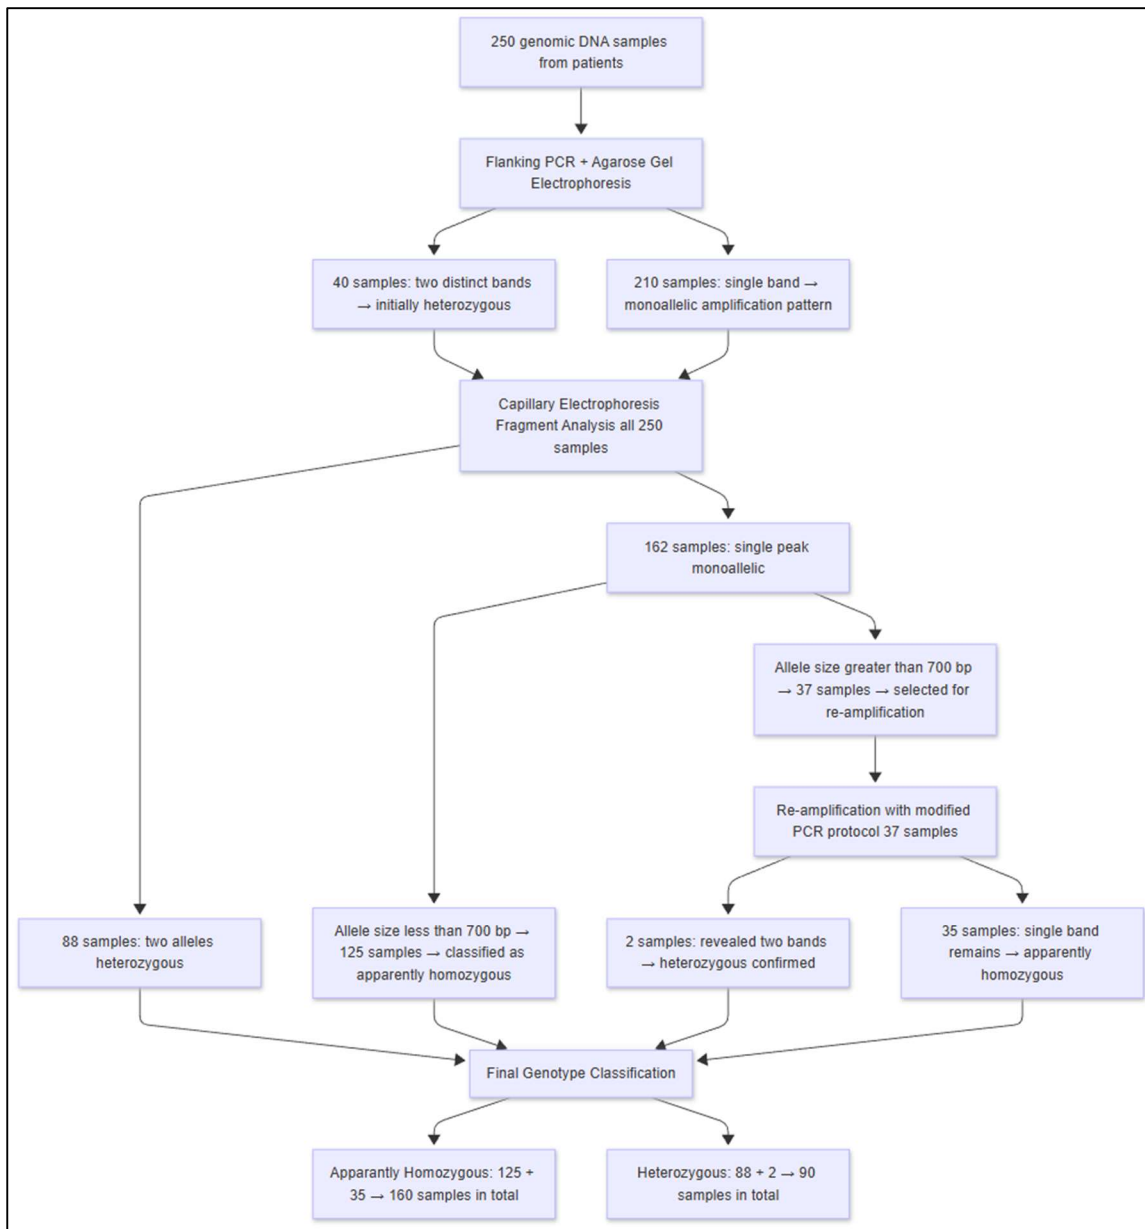 250 genomic DNA samples
from patients
Flanking PCR + Agarose Gel
Electrophoresis
40 samples: two distinct bands
→ initially heterozygous
210 samples: single band →
monoallelic amplification pattern
Capillary Electrophoresis
Fragment Analysis all 250
samples
162 samples: single peak
monoallelic
Allele size greater than 700 bp
→ 37 samples → selected for
re-amplification
Re-amplification with modified
PCR protocol 37 samples
88 samples: two alleles
heterozygous
Allele size less than 700 bp →
125 samples → classified as
apparently homozygous
2 samples: revealed two bands
→ heterozygous confirmed
35 samples: single band
remains → apparently
homozygous
Final Genotype Classification
Apparantly Homozygous: 125 +
35 → 160 samples in total
Heterozygous: 88 + 2 → 90
samples in total